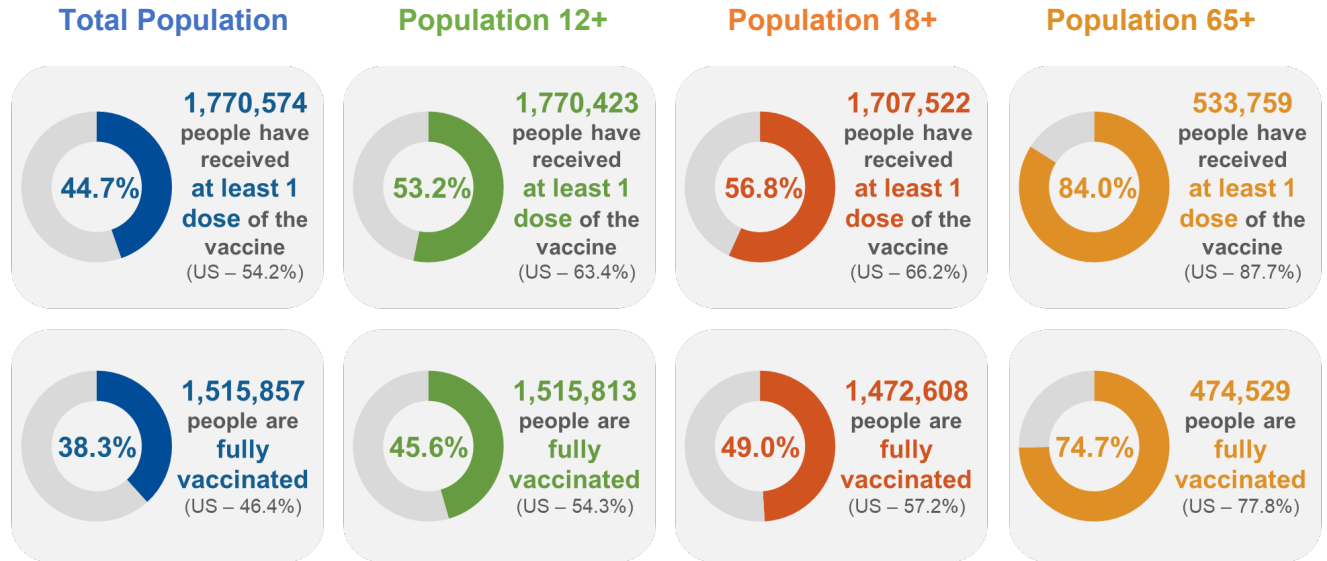 Total Population
Population 12+
Population 18+
Population 65+
44.7%
1,770,574
people have
received
at least 1
dose of the
vaccine
(US – 54.2%)
53.2%
1,770,423
people have
received
at least 1
dose of the
vaccine
(US – 63.4%)
56.8%
1,707,522
people have
received
at least 1
dose of the
vaccine
(US – 66.2%)
84.0%
533,759
people have
received
at least 1
dose of the
vaccine
(US – 87.7%)
38.3%
1,515,857
people are
fully
vaccinated
(US – 46.4%)
45.6%
1,515,813
people are
fully
vaccinated
(US – 54.3%)
49.0%
1,472,608
people are
fully
vaccinated
(US – 57.2%)
74.7%
474,529
people are
fully
vaccinated
(US – 77.8%)